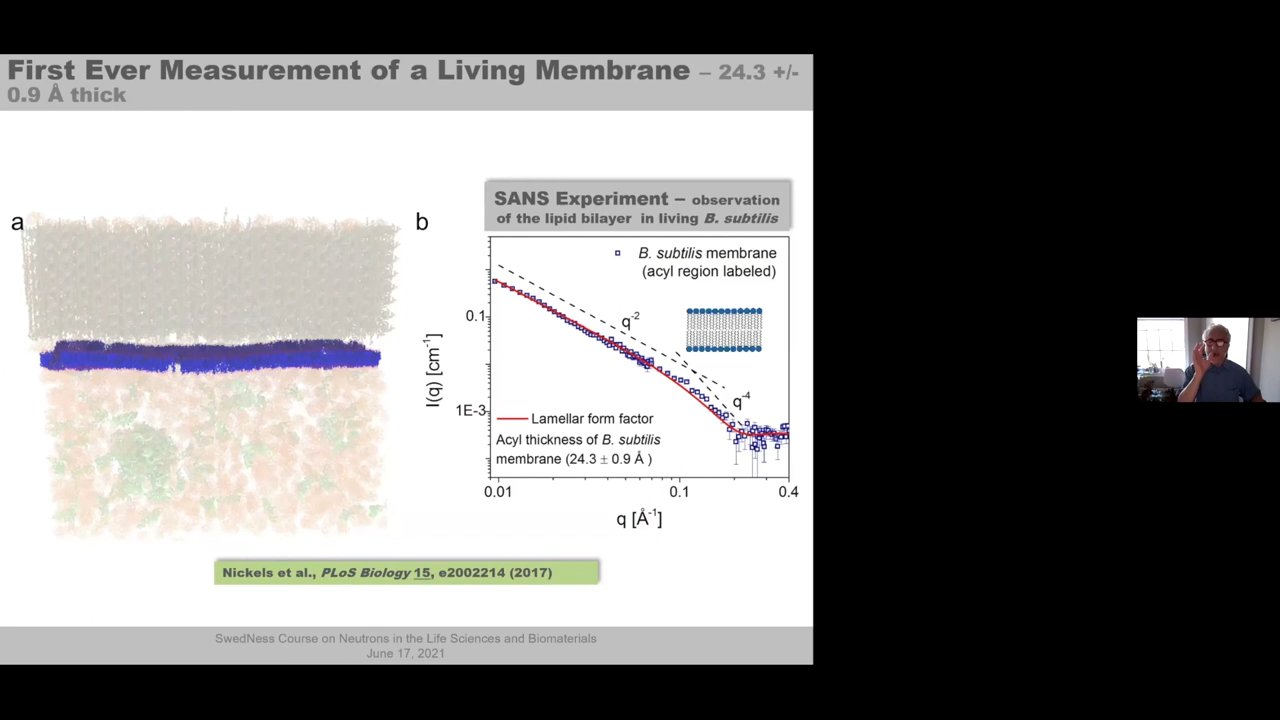 First Ever Measurement of a Living Membrane – 24.3 +/-
0.9 Å thick
a
b
SANS Experiment – observation
of the lipid bilayer in living B. subtilis
B. subtilis membrane
(acyl region labeled)
q-2
q-4
0.1
1E-3
I(q) [cm-1]
Lamellar form factor
Acyl thickness of B. subtilis
membrane (24.3 ± 0.9 Å )
0.01
0.1
0.4
q [Å-1]
Nickels et al., PLoS Biology 15, e2002214 (2017)
SwedNess Course on Neutrons in the Life Sciences and Biomaterials
June 17, 2021